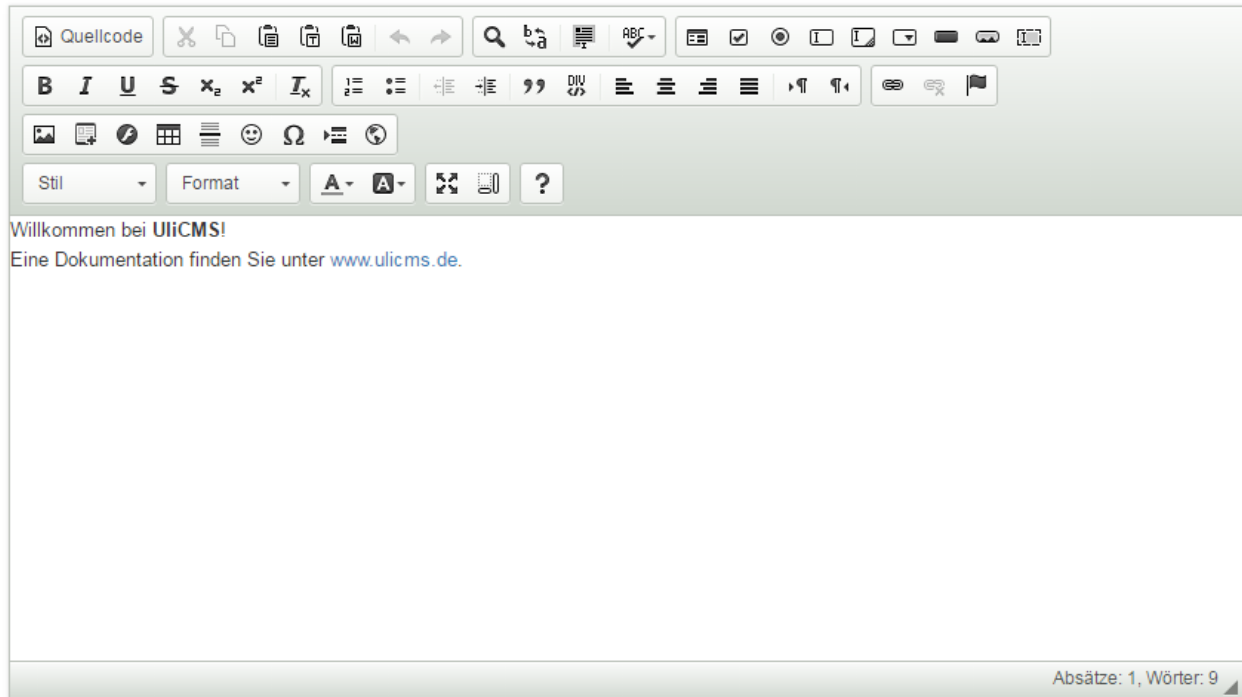 Quellcode
Stil
Format
Willkommen bei UliCMS!
Eine Dokumentation finden Sie unter www.ulicms.de.
Absätze: 1, Wörter: 9